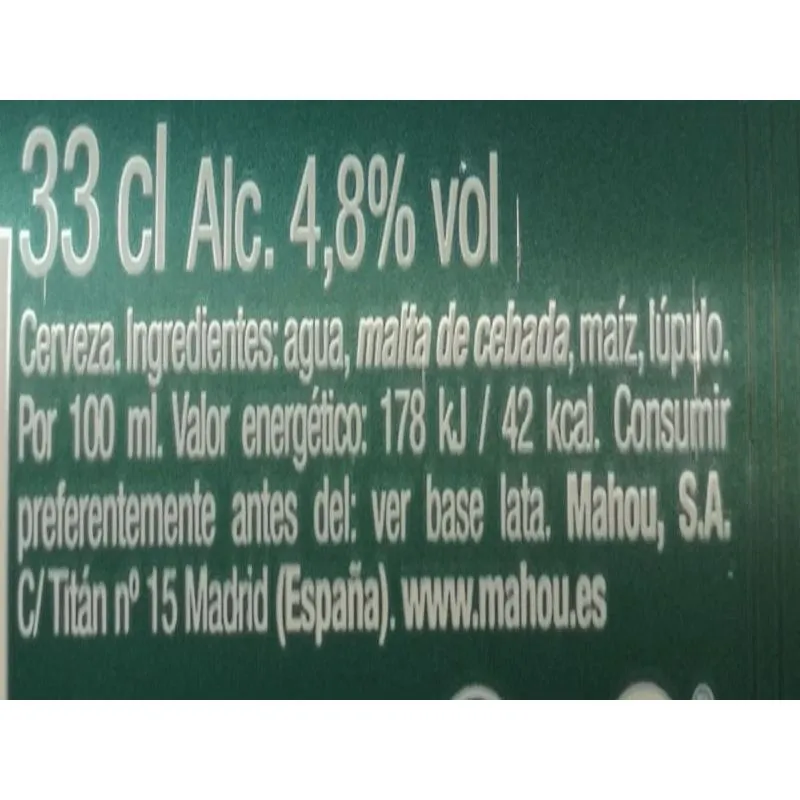 33 cl Alc. 4,8% vol
Cerveza. Ingredientes: agua, malta de cebada, maíz, lúpulo.
Por 100 ml. Valor energético: 178 kJ / 42 kcal. Consumir
preferentemente antes del: ver base lata. Mahou, S.A.
C/ Titán nº 15 Madrid (España). www.mahou.es